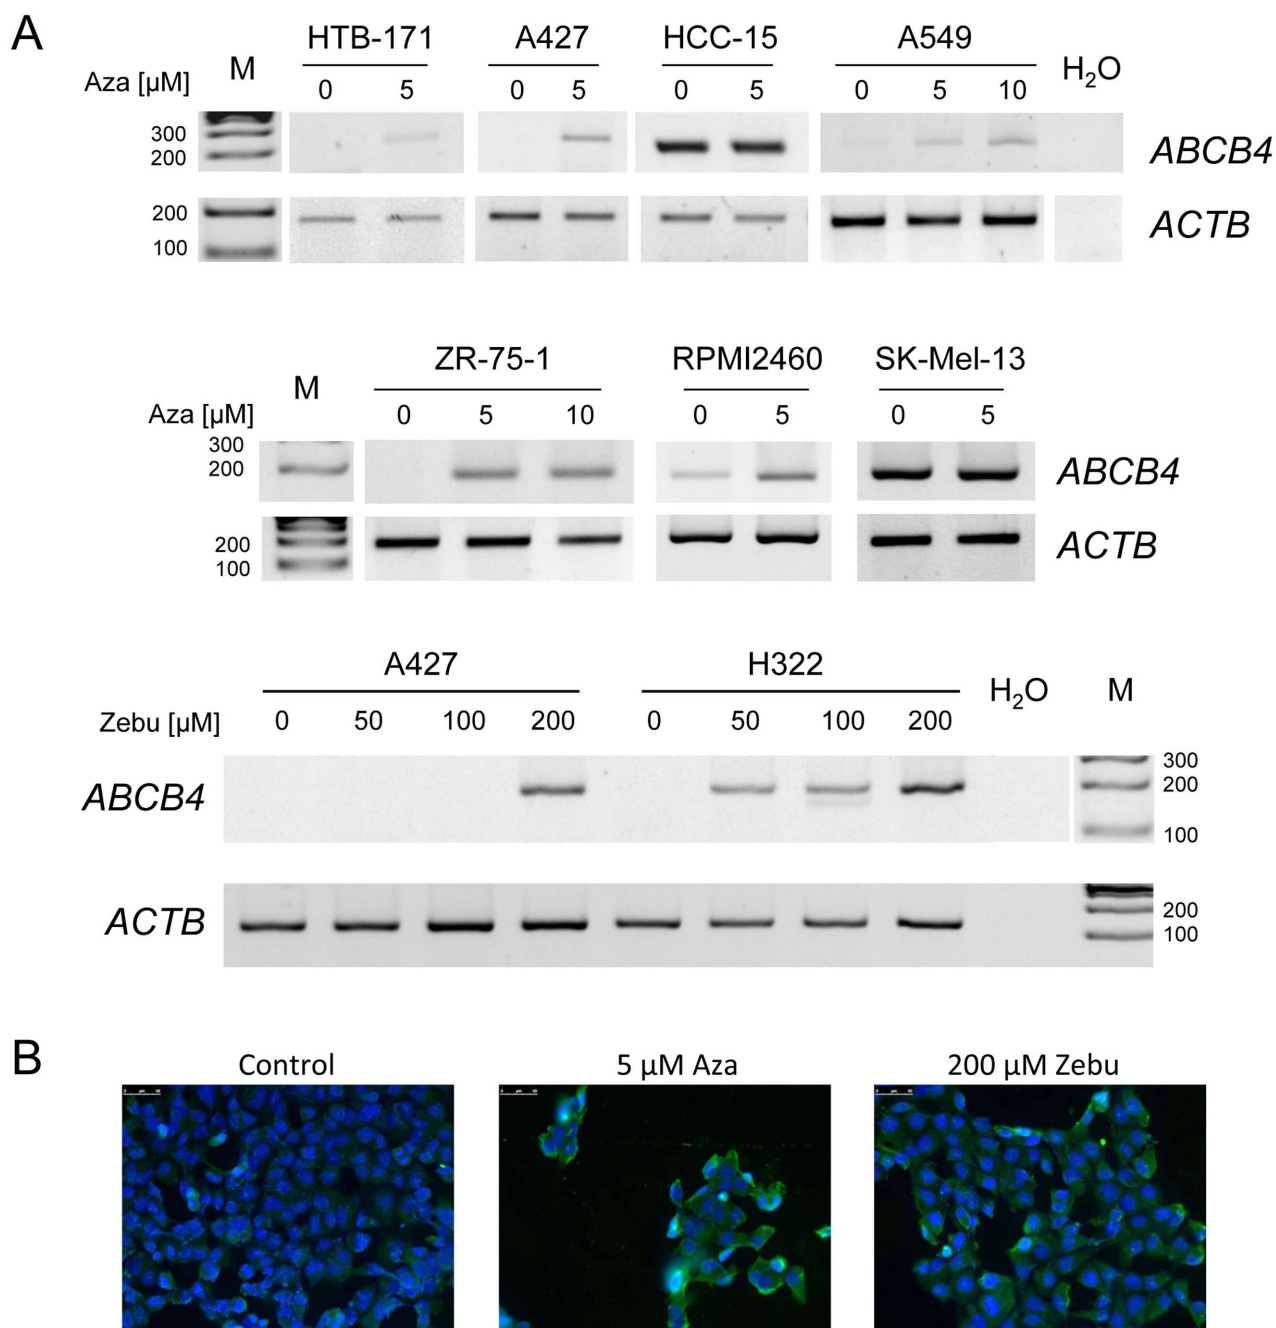 A
HTB-171 A427 HCC-15 A549
Aza [µM] M 0 5 0 5 0 5 0 5 10 H₂O
300
200
ABCB4
200
100
ACTB
ZR-75-1 RPMI2460 SK-Mel-13
M
Aza [µM] 0 5 10 0 5 0 5
300
200
ABCB4
200
100
ACTB
A427 H322
H₂O M
Zebu [µM] 0 50 100 200 0 50 100 200
ABCB4
300
200
100
ACTB
200
100
B
Control 5 µM Aza 200 µM Zebu